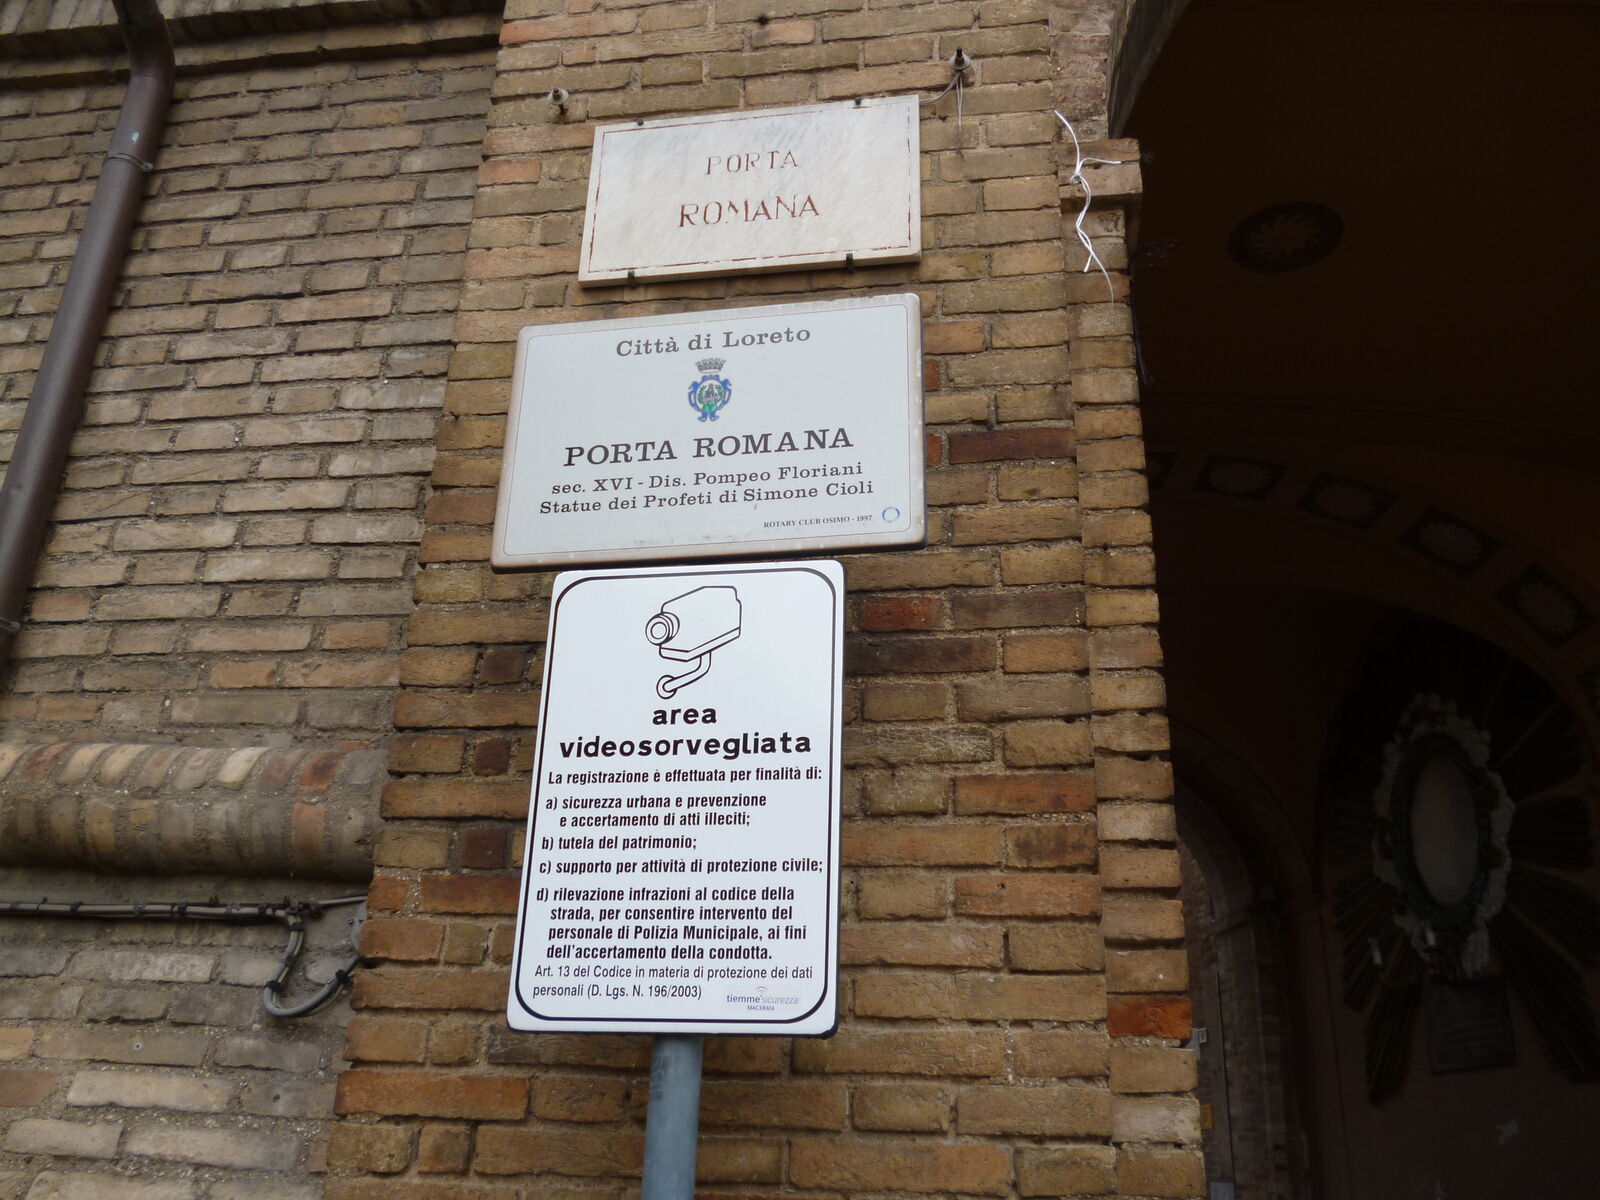 PORTA
ROMANA
Città di Loreto
PORTA ROMANA
sec. XVI - Dis. Pompeo Floriani
Statue dei Profeti di Simone Cioli
ROTARY CLUB OSIMO - 1997
area
videosorvegliata
La registrazione è effettuata per finalità di:
a) sicurezza urbana e prevenzione
e accertamento di atti illeciti;
b) tutela del patrimonio;
c) supporto per attività di protezione civile;
d) rilevazione infrazioni al codice della
strada, per consentire intervento del
personale di Polizia Municipale, ai fini
dell'accertamento della condotta.
Art. 13 del Codice in materia di protezione dei dati
personali (D. Lgs. N. 196/2003)
tiemme sicurezza
MACERATA